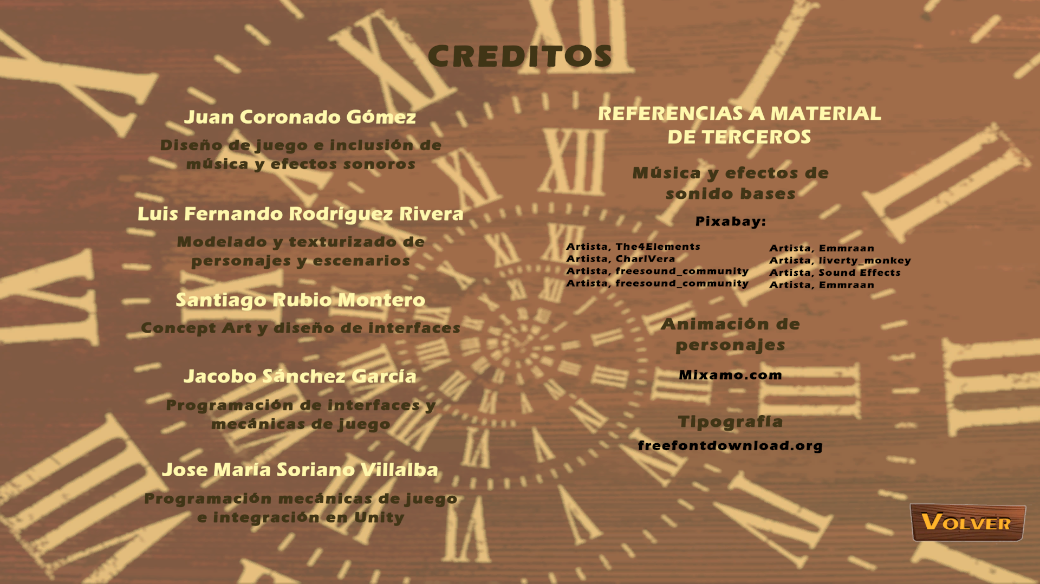 CREDITOS
Juan Coronado Gómez
Diseño de juego e inclusión de
música y efectos sonoros
Luis Fernando Rodríguez Rivera
Modelado y texturizado de
personajes y escenarios
Santiago Rubio Montero
Concept Art y diseño de interfaces
Jacobo Sánchez García
Programación de interfaces y
mecánicas de juego
Jose María Soriano Villalba
Programación mecánicas de juego
e integración en Unity
REFERENCIAS A MATERIAL
DE TERCEROS
Música y efectos de
sonido bases
Pixabay:
Artista, The4Elements
Artista, CharlVera
Artista, freesound_community
Artista, freesound_community
Artista, Emmraan
Artista, liverty_monkey
Artista, Sound Effects
Artista, Emmraan
Animación de
personajes
Mixamo.com
Tipografía
freefontdownload.org
VOLVER